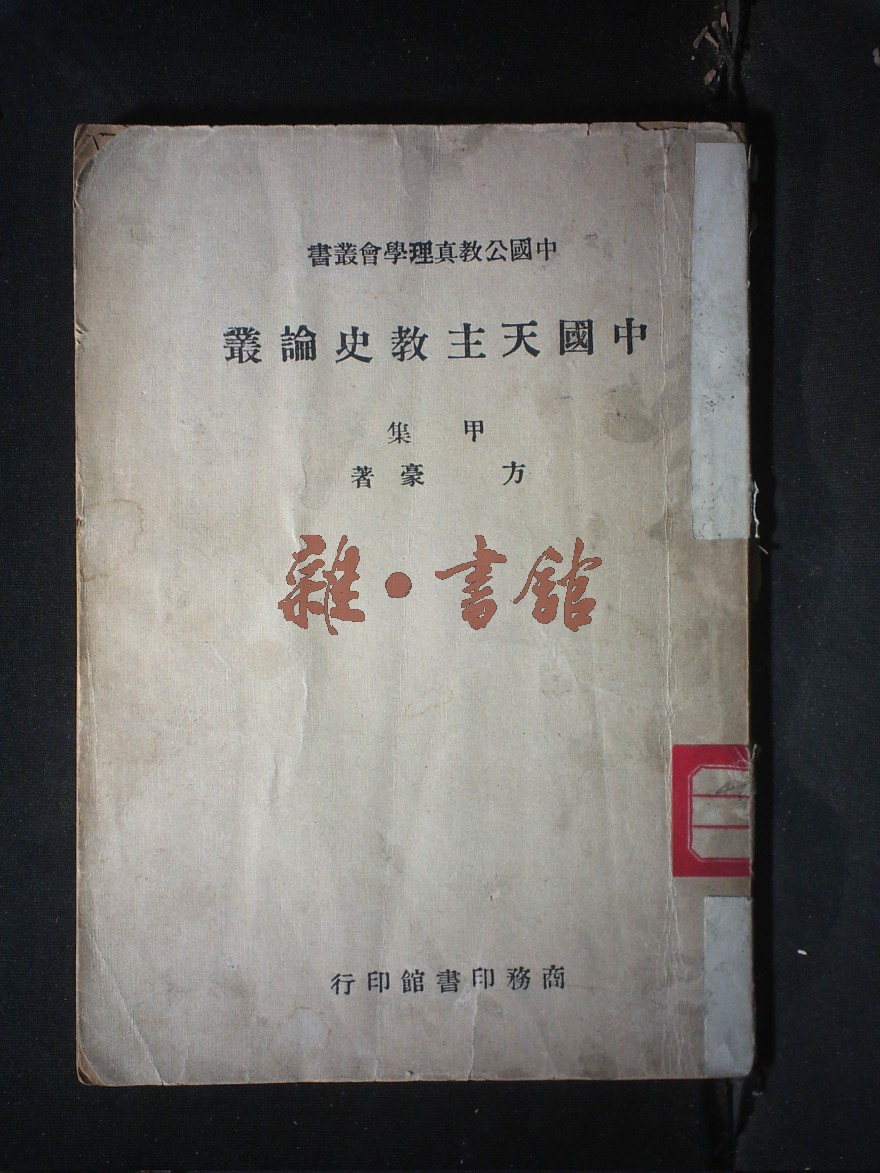 中國公教真理學會叢書
中國天主教史論叢
甲集
方豪著
雜·書館
商務印書館印行